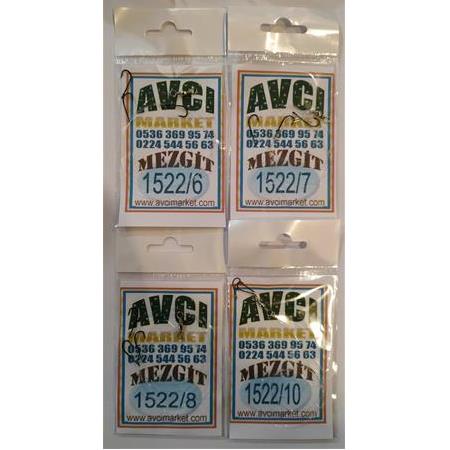 AVCI
MARKET
0536 369 95 74
0224 544 56 63
MEZGİT
1522/6
www.avcimarket.com
AVCI
MARKET
0536 369 95 74
0224 544 56 63
MEZGİT
1522/7
www.avcimarket.com
AVCI
MARKET
0536 369 95 74
0224 544 56 63
MEZGİT
1522/8
www.avcimarket.com
AVCI
MARKET
0536 369 95 74
0224 544 56 63
MEZGİT
1522/10
www.avcimarket.com